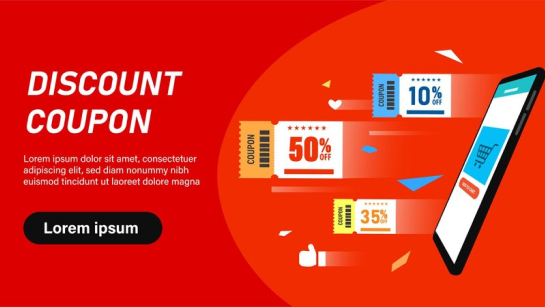 DISCOUNT
COUPON
Lorem ipsum dolor sit amet, consectetuer
adipiscing elit, sed diam nonummy nibh
euismod tincidunt ut laoreet dolore magna
Lorem ipsum
COUPON
10%
OFF
COUPON
50%
OFF
COUPON
35%
OFF